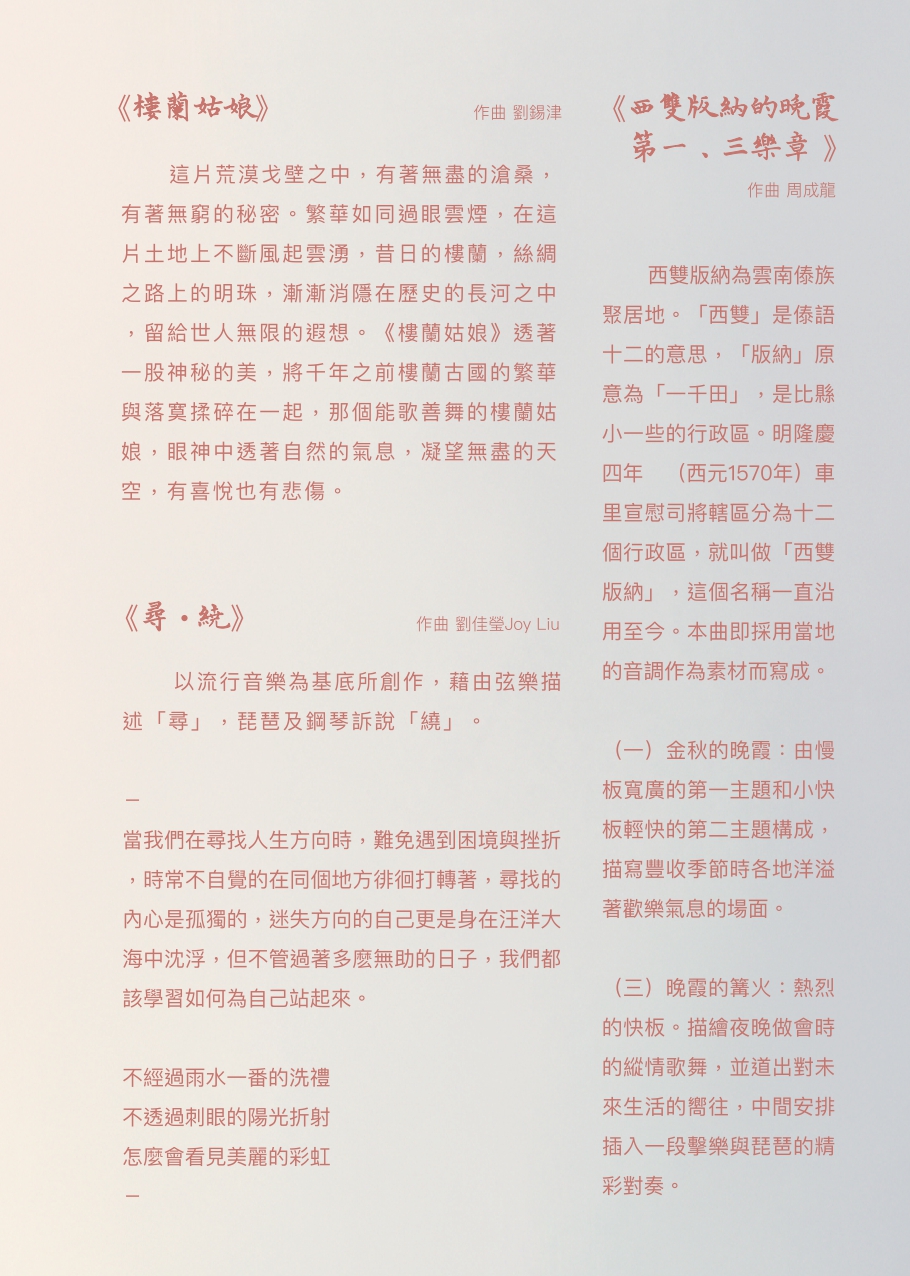 《樓蘭姑娘》
作曲 劉錫津
這片荒漠戈壁之中，有著無盡的滄桑，
有著無窮的秘密。繁華如同過眼雲煙，在這
片土地上不斷風起雲湧，昔日的樓蘭，絲綢
之路上的明珠，漸漸消隱在歷史的長河之中
，留給世人無限的遐想。《樓蘭姑娘》透著
一股神秘的美，將千年之前樓蘭古國的繁華
與落寞揉碎在一起，那個能歌善舞的樓蘭姑
娘，眼神中透著自然的氣息，凝望無盡的天
空，有喜悅也有悲傷。
《尋・繞》
作曲 劉佳瑩Joy Liu
以流行音樂為基底所創作，藉由弦樂描
述「尋」，琵琶及鋼琴訴說「繞」。
–
當我們在尋找人生方向時，難免遇到困境與挫折
，時常不自覺的在同個地方徘徊打轉著，尋找的
內心是孤獨的，迷失方向的自己更是身在汪洋大
海中沈浮，但不管過著多麼無助的日子，我們都
該學習如何為自己站起來。
不經過雨水一番的洗禮
不透過刺眼的陽光折射
怎麼會看見美麗的彩虹
–
《西雙版納的晚霞
第一、三樂章 》
作曲 周成龍
西雙版納為雲南傣族
聚居地。「西雙」是傣語
十二的意思，「版納」原
意為「一千田」，是比縣
小一些的行政區。明隆慶
四年　（西元1570年）車
里宣慰司將轄區分為十二
個行政區，就叫做「西雙
版納」，這個名稱一直沿
用至今。本曲即採用當地
的音調作為素材而寫成。
（一）金秋的晚霞：由慢
板寬廣的第一主題和小快
板輕快的第二主題構成，
描寫豐收季節時各地洋溢
著歡樂氣息的場面。
（三）晚霞的篝火：熱烈
的快板。描繪夜晚做會時
的縱情歌舞，並道出對未
來生活的嚮往，中間安排
插入一段擊樂與琵琶的精
彩對奏。